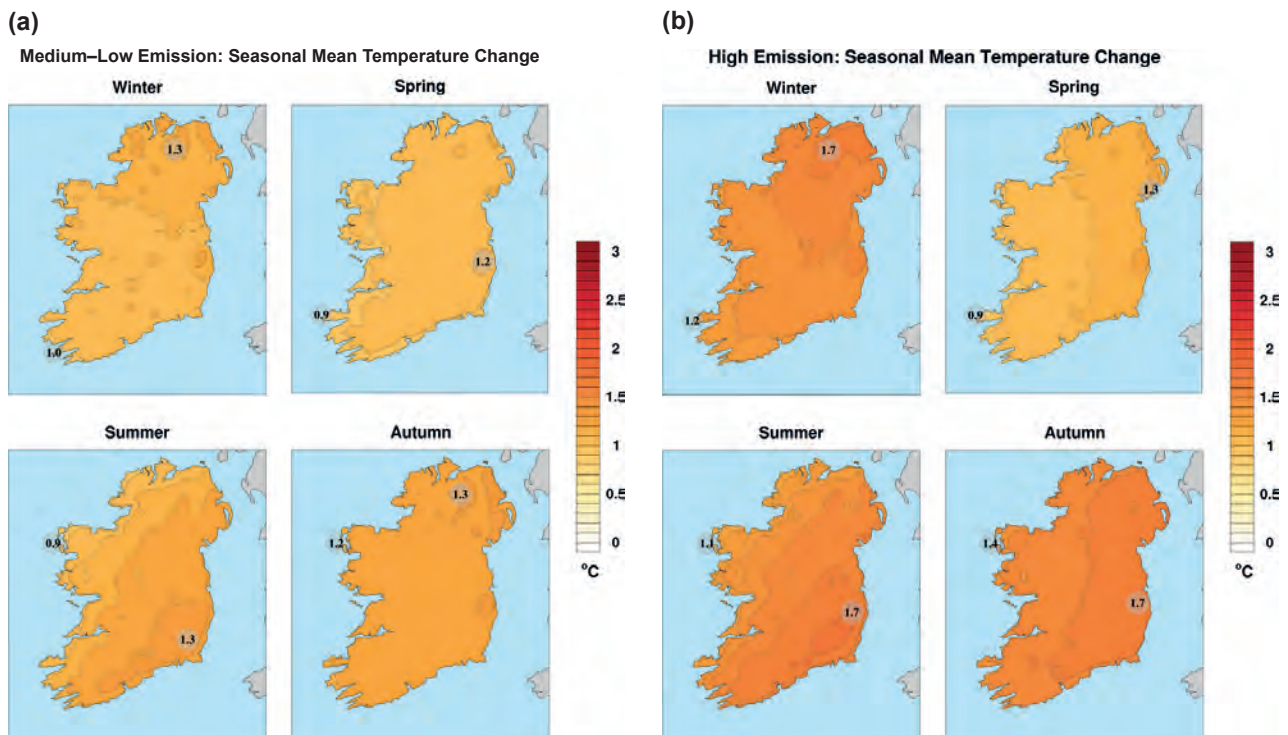 (a)
Medium–Low Emission: Seasonal Mean Temperature Change
Winter
Spring
1.3
1.0
1.2
0.9
Summer
Autumn
0.9
1.3
1.3
1.2
3
2.5
2
1.5
1
0.5
0
°C
(b)
High Emission: Seasonal Mean Temperature Change
Winter
Spring
1.7
1.2
1.3
0.9
Summer
Autumn
1.1
1.7
1.4
1.7
3
2.5
2
1.5
1
0.5
0
°C